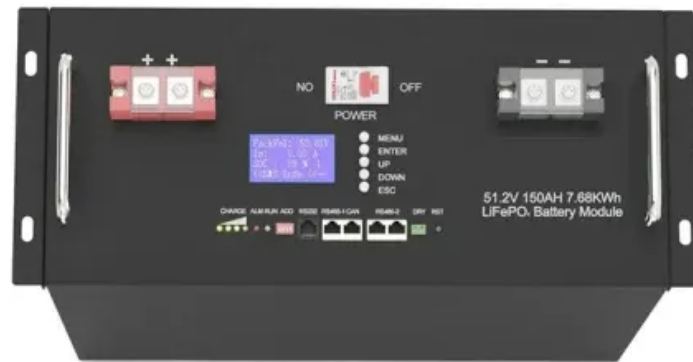 + +
− −
NO
OFF
POWER
MENU
ENTER
UP
DOWN
ESC
51.2V 150AH 7.68KWh
LiFePO₄ Battery Module
CHARGE ALM RUN ADD RS232 RS485-1 CAN RS485-2 DRY RST